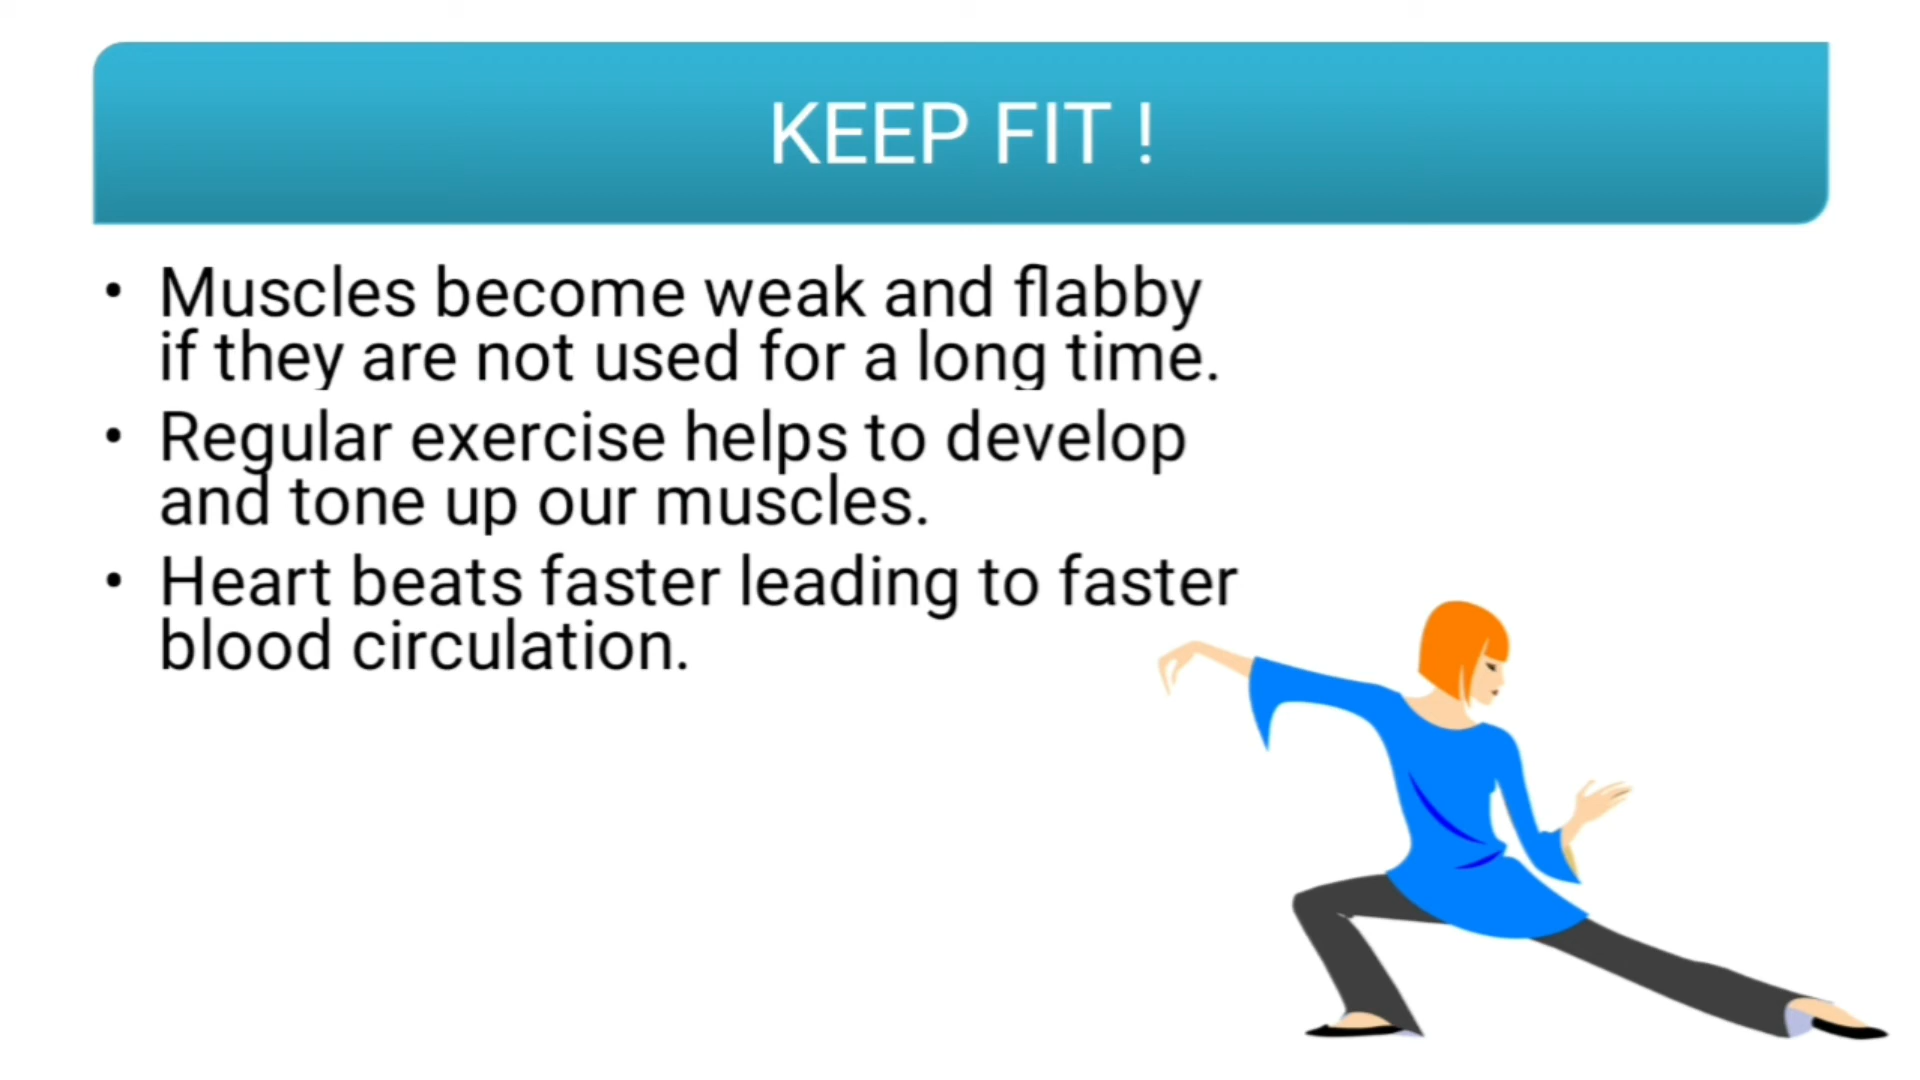 KEEP FIT !
• Muscles become weak and flabby
if they are not used for a long time.
• Regular exercise helps to develop
and tone up our muscles.
• Heart beats faster leading to faster
blood circulation.